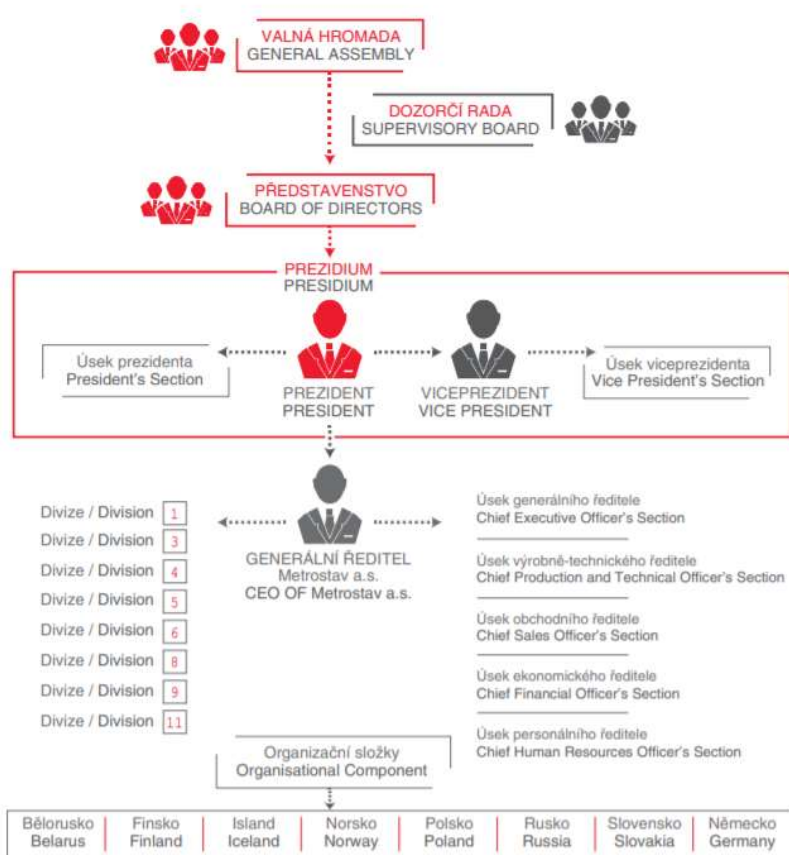 VALNÁ HROMADA
GENERAL ASSEMBLY
DOZORČÍ RADA
SUPERVISORY BOARD
PŘEDSTAVENSTVO
BOARD OF DIRECTORS
PREZIDIUM
PRESIDIUM
Úsek prezidenta
President's Section
PREZIDENT
PRESIDENT
VICEPREZIDENT
VICE PRESIDENT
Úsek viceprezidenta
Vice President's Section
Divize / Division 1
Divize / Division 3
Divize / Division 4
Divize / Division 5
Divize / Division 6
Divize / Division 8
Divize / Division 9
Divize / Division 11
GENERÁLNÍ ŘEDITEL
Metrostav a.s.
CEO OF Metrostav a.s.
Úsek generálního ředitele
Chief Executive Officer's Section
Úsek výrobně-technického ředitele
Chief Production and Technical Officer's Section
Úsek obchodního ředitele
Chief Sales Officer's Section
Úsek ekonomického ředitele
Chief Financial Officer's Section
Úsek personálního ředitele
Chief Human Resources Officer's Section
Organizační složky
Organisational Component
Bělorusko
Belarus
Finsko
Finland
Island
Iceland
Norsko
Norway
Polsko
Poland
Rusko
Russia
Slovensko
Slovakia
Německo
Germany